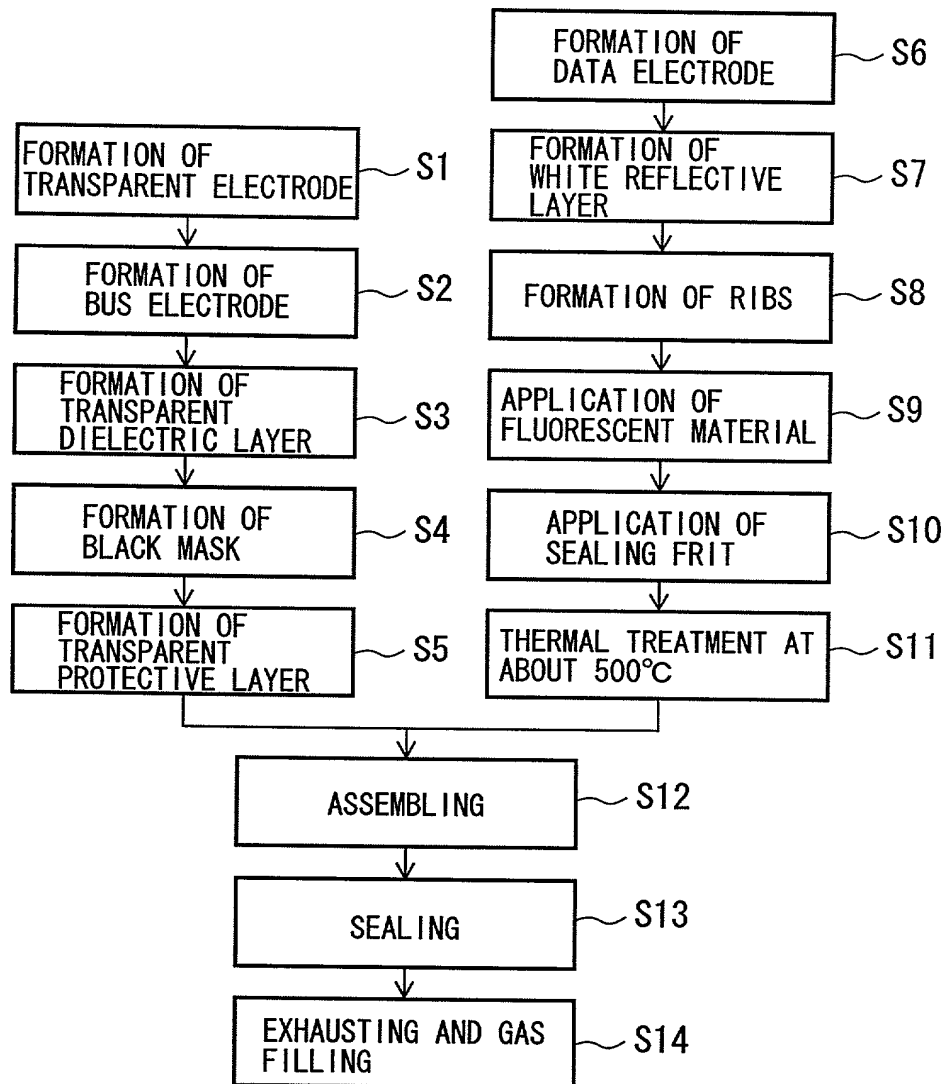 FORMATION OF
TRANSPARENT ELECTRODE
S1
FORMATION OF
BUS ELECTRODE
S2
FORMATION OF
TRANSPARENT
DIELECTRIC LAYER
S3
FORMATION OF
BLACK MASK
S4
FORMATION OF
TRANSPARENT
PROTECTIVE LAYER
S5
FORMATION OF
DATA ELECTRODE
S6
FORMATION OF
WHITE REFLECTIVE
LAYER
S7
FORMATION OF RIBS
S8
APPLICATION OF
FLUORESCENT MATERIAL
S9
APPLICATION OF
SEALING FRIT
S10
THERMAL TREATMENT AT
ABOUT 500℃
S11
ASSEMBLING
S12
SEALING
S13
EXHAUSTING AND GAS
FILLING
S14